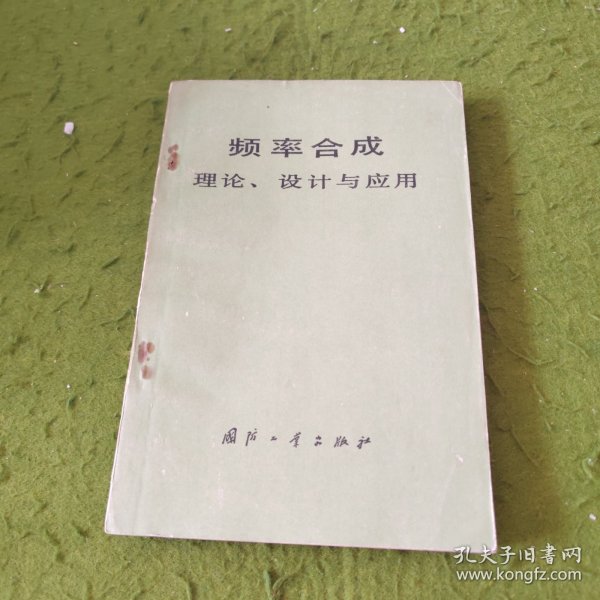 频率合成
理论、设计与应用
国防工业出版社
孔夫子旧书网
www.kongfz.com